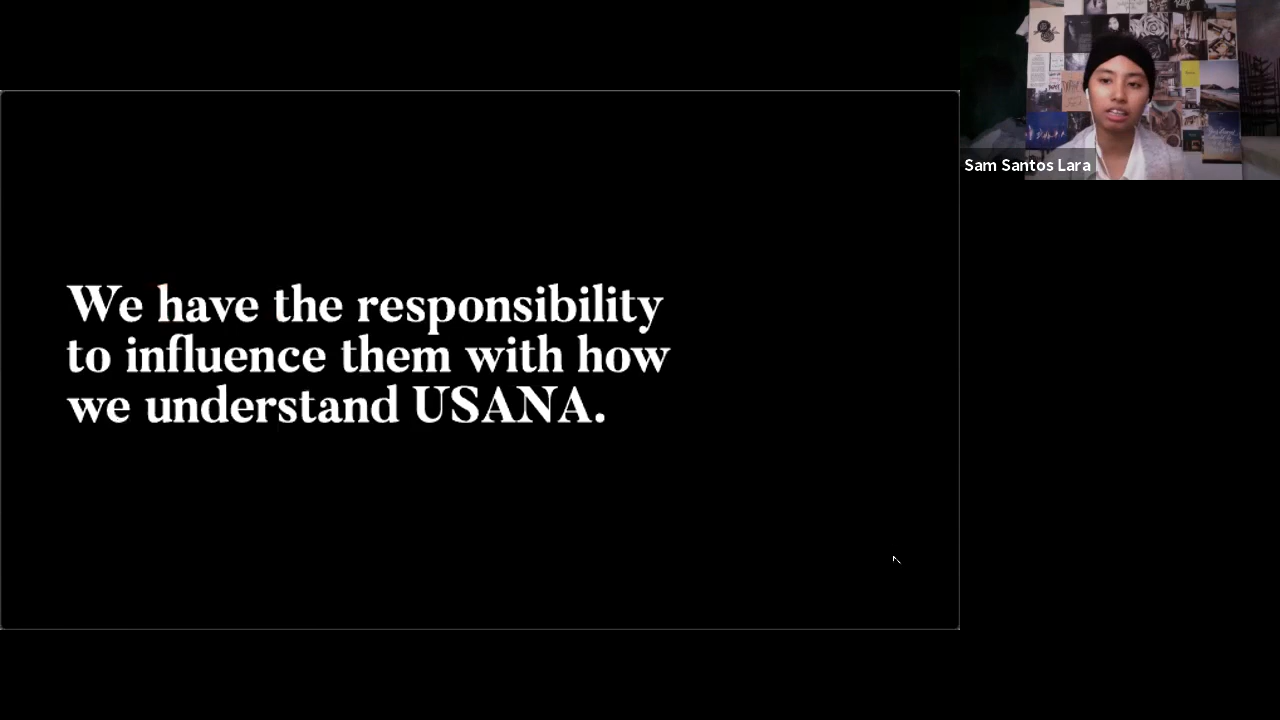 We have the responsibility
to influence them with how
we understand USANA.
Sam Santos Lara